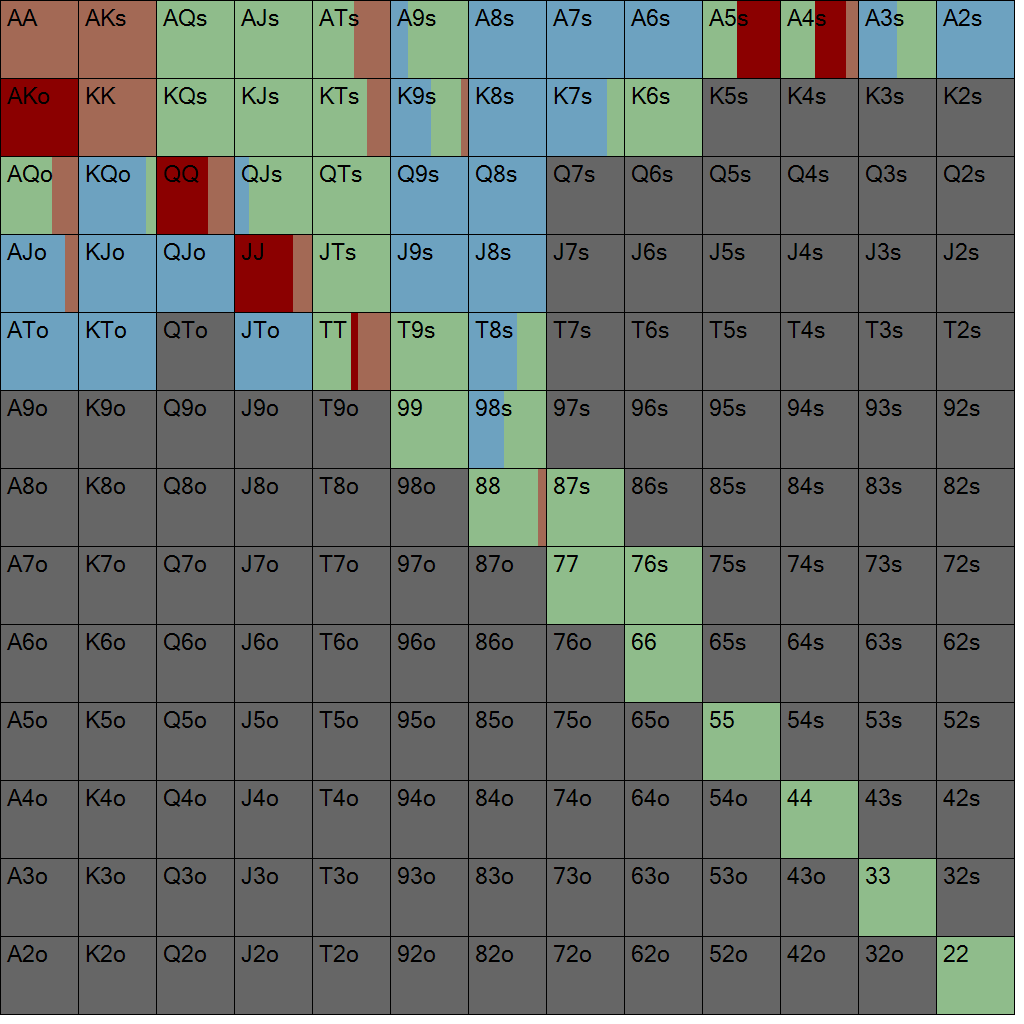 AA AKs AQs AJs ATs A9s A8s A7s A6s A5s A4s A3s A2s
AKo KK KQs KJs KTs K9s K8s K7s K6s K5s K4s K3s K2s
AQo KQo QQ QJs QTs Q9s Q8s Q7s Q6s Q5s Q4s Q3s Q2s
AJo KJo QJo JJ JTs J9s J8s J7s J6s J5s J4s J3s J2s
ATo KTo QTo JTo TT T9s T8s T7s T6s T5s T4s T3s T2s
A9o K9o Q9o J9o T9o 99 98s 97s 96s 95s 94s 93s 92s
A8o K8o Q8o J8o T8o 98o 88 87s 86s 85s 84s 83s 82s
A7o K7o Q7o J7o T7o 97o 87o 77 76s 75s 74s 73s 72s
A6o K6o Q6o J6o T6o 96o 86o 76o 66 65s 64s 63s 62s
A5o K5o Q5o J5o T5o 95o 85o 75o 65o 55 54s 53s 52s
A4o K4o Q4o J4o T4o 94o 84o 74o 64o 54o 44 43s 42s
A3o K3o Q3o J3o T3o 93o 83o 73o 63o 53o 43o 33 32s
A2o K2o Q2o J2o T2o 92o 82o 72o 62o 52o 42o 32o 22